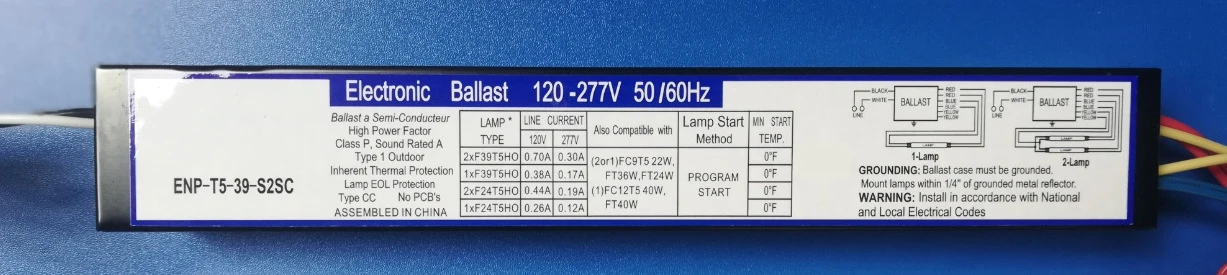 Electronic Ballast 120-277V 50/60Hz
ENP-T5-39-S2SC
Ballast a Semi-Conducteur
High Power Factor
Class P, Sound Rated A
Type 1 Outdoor
Inherent Thermal Protection
Lamp EOL Protection
Type CC No PCB's
ASSEMBLED IN CHINA
LAMP * TYPE LINE CURRENT Also Compatible with Lamp Start Method MIN START TEMP.
120V 277V
2xF39T5HO 0.70A 0.30A 0°F
1xF39T5HO 0.38A 0.17A 0°F
2xF24T5HO 0.44A 0.19A 0°F
1xF24T5HO 0.26A 0.12A 0°F
(2or1)FC9T5 22W,
FT36W,FT24W
(1)FC12T5 40W,
FT40W
PROGRAM
START
BLACK
WHITE
LINE
BALLAST
RED
RED
BLUE
BLUE
YELLOW
YELLOW
LAMP
1-Lamp
BLACK
WHITE
LINE
BALLAST
RED
RED
BLUE
BLUE
YELLOW
YELLOW
LAMP
LAMP
2-Lamp
GROUNDING: Ballast case must be grounded.
Mount lamps within 1/4" of grounded metal reflector.
WARNING: Install in accordance with National
and Local Electrical Codes